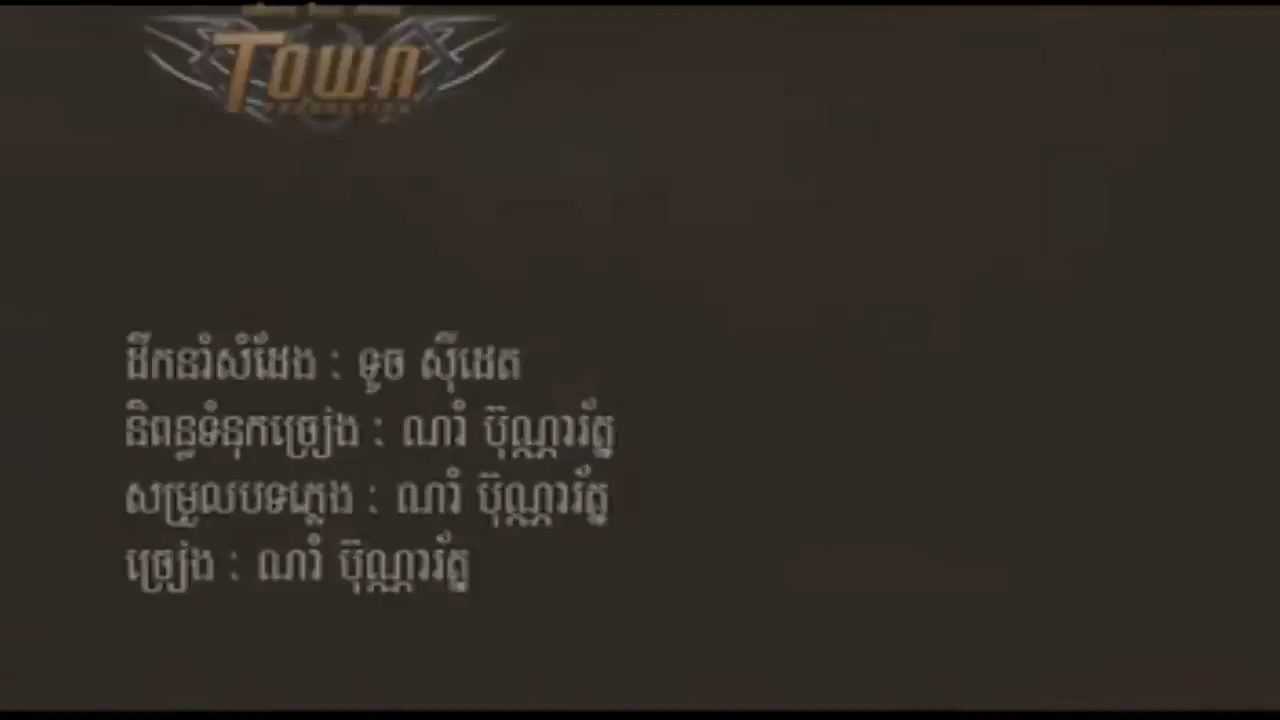 Town
PRODUCTION
ដឹកនាំសំដែង : ទូច ស៊ីដេត
និពន្ធទំនុកច្រៀង : ណាំ ប៊ុណ្ណារ័ត្ន
សម្រួលបទភ្លេង : ណាំ ប៊ុណ្ណារ័ត្ន
ច្រៀង : ណាំ ប៊ុណ្ណារ័ត្ន